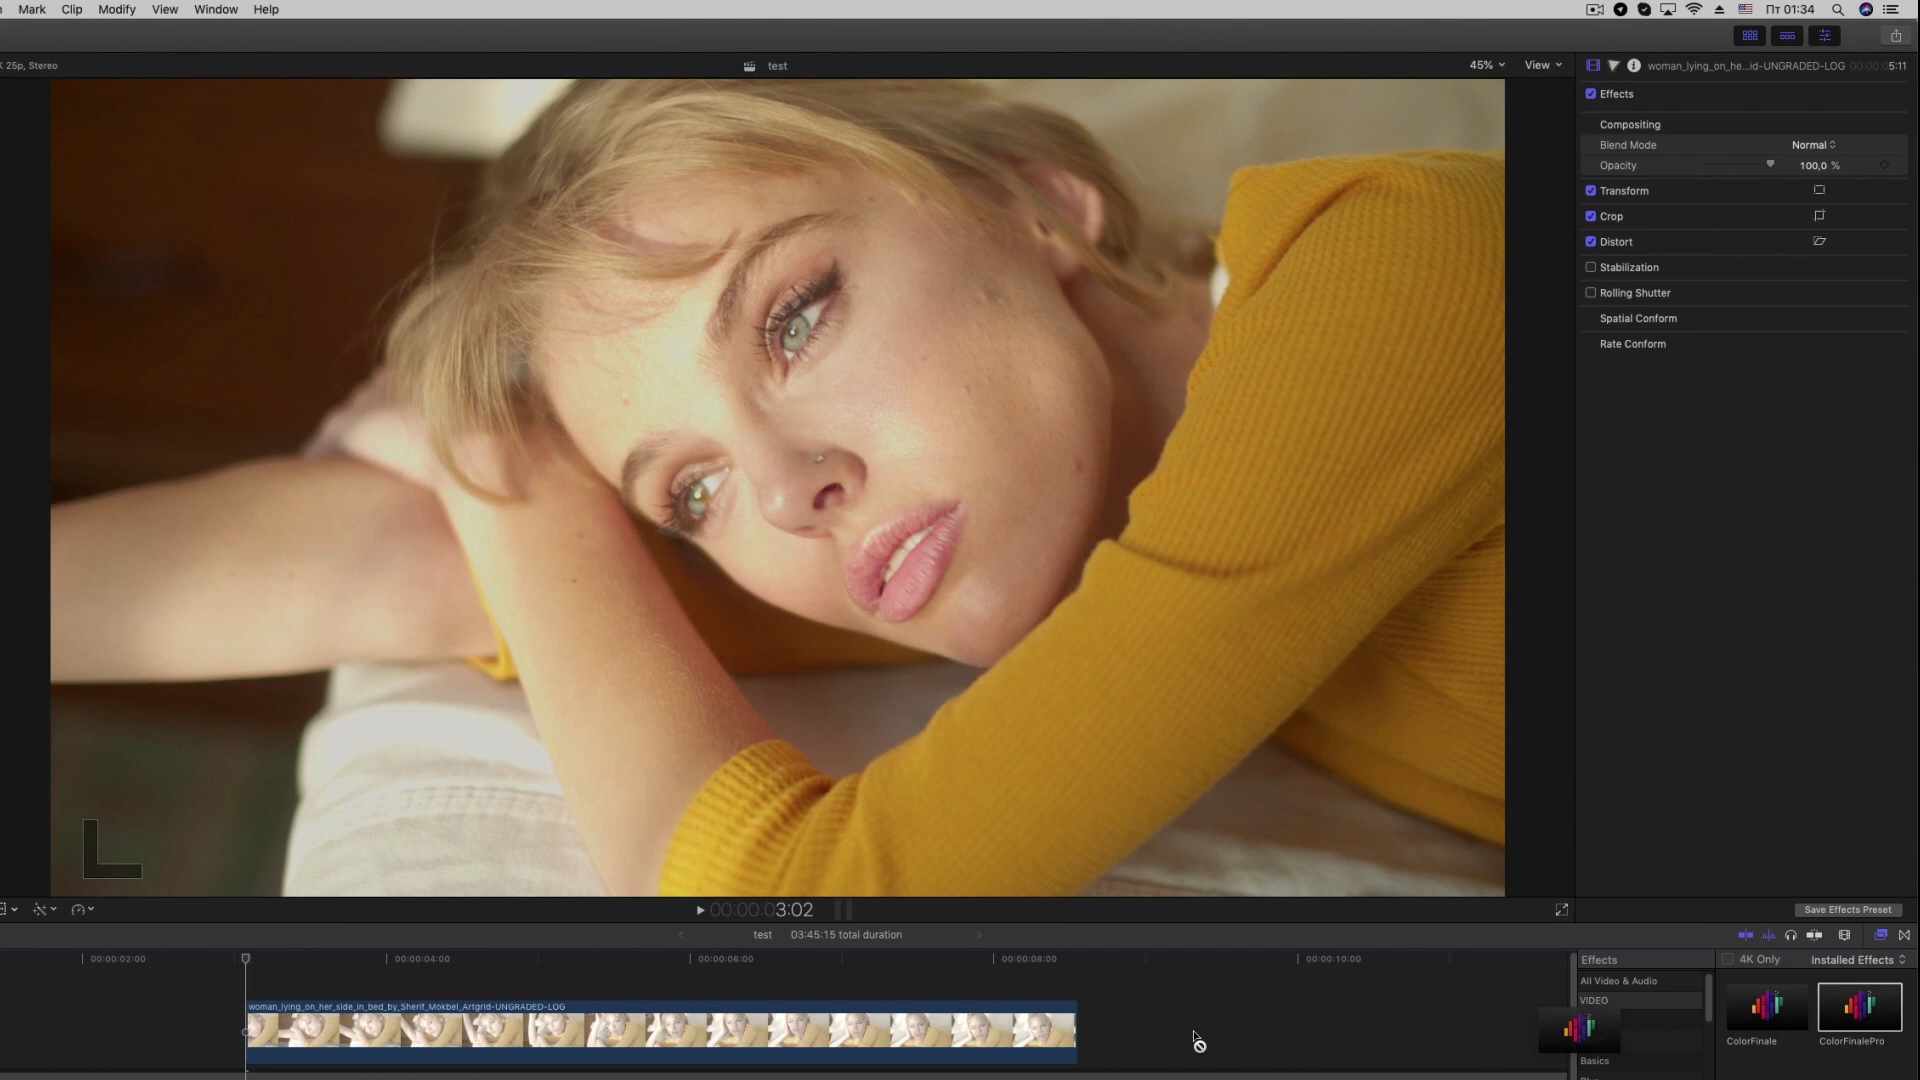 Mark Clip Modify View Window Help Пт 01:34
25p, Stereo test 45% View woman_lying_on_he...id-UNGRADED-LOG 00:00:05:11
Effects
Compositing
Blend Mode Normal
Opacity 100,0 %
Transform
Crop
Distort
Stabilization
Rolling Shutter
Spatial Conform
Rate Conform
00:00:03:02 Save Effects Preset
test 03:45:15 total duration
00:00:02:00 00:00:04:00 00:00:06:00 00:00:08:00 00:00:10:00 Effects 4K Only Installed Effects
All Video & Audio
VIDEO
woman_lying_on_her_side_in_bed_by_Sherif_Mokbel_Artgrid-UNGRADED-LOG
ColorFinale ColorFinalePro
Basics